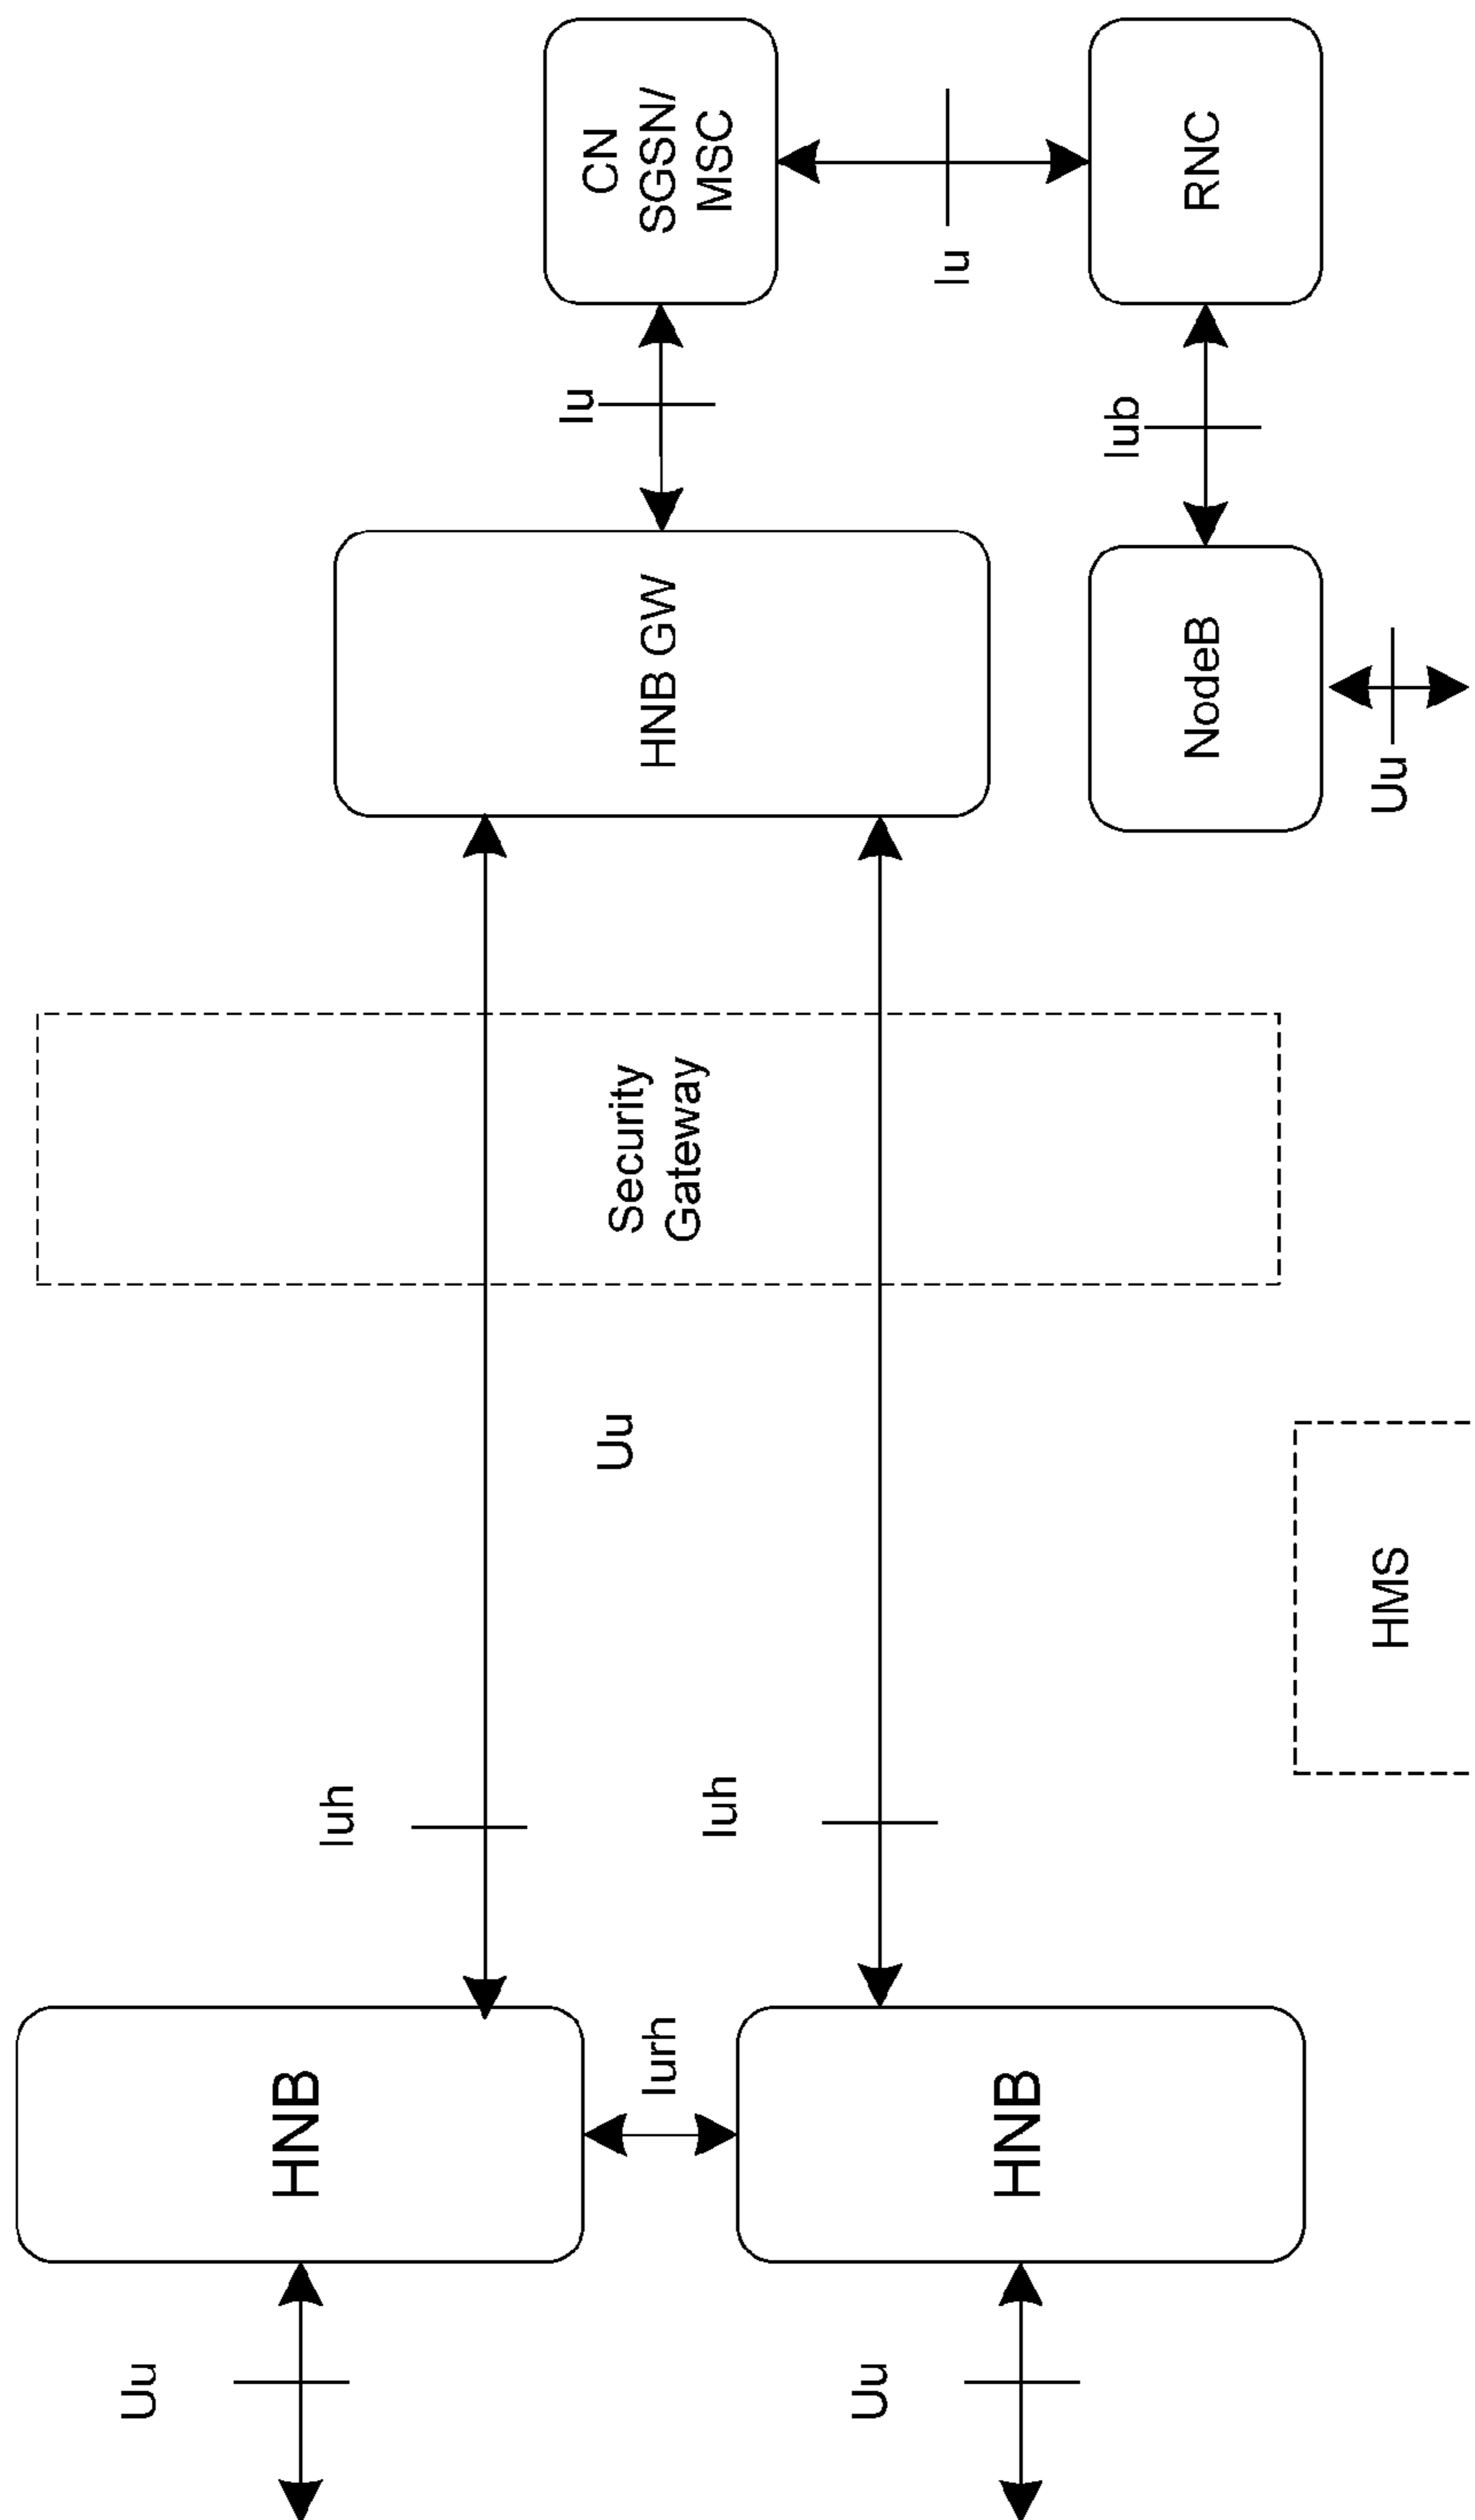 Uu
HNB
Iuh
Iu
CN
SGSN/
MSC
Uu
Security
Gateway
HNB GW
Iurh
Iuh
Uu
Iu
HNB
Iub
NodeB
RNC
HMS
Uu